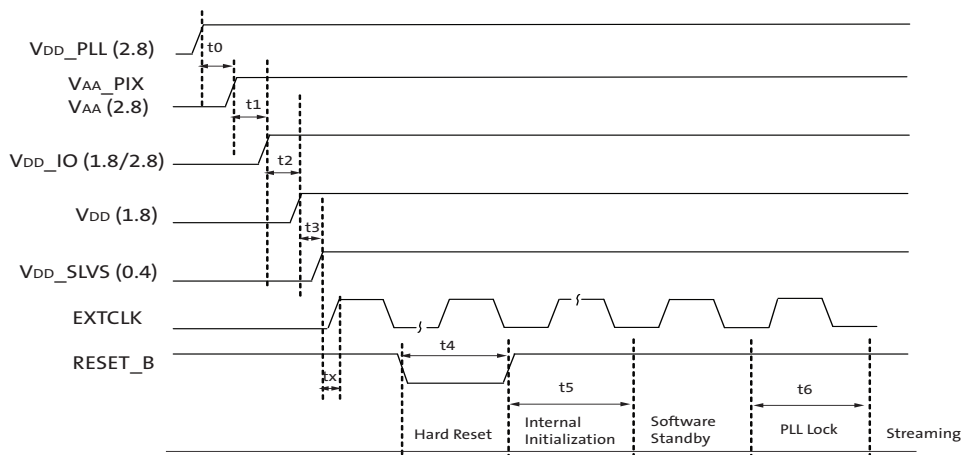 VDD_PLL (2.8)
t0
VAA_PIX
VAA (2.8)
t1
VDD_IO (1.8/2.8)
t2
VDD (1.8)
t3
VDD_SLVS (0.4)
EXTCLK
RESET_B
tx
t4
t5
t6
Hard Reset
Internal
Initialization
Software
Standby
PLL Lock
Streaming